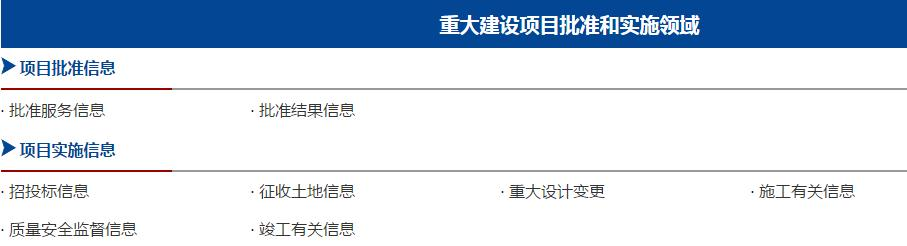 重大建设项目批准和实施领域
项目批准信息
· 批准服务信息 · 批准结果信息
项目实施信息
· 招投标信息 · 征收土地信息 · 重大设计变更 · 施工有关信息
· 质量安全监督信息 · 竣工有关信息